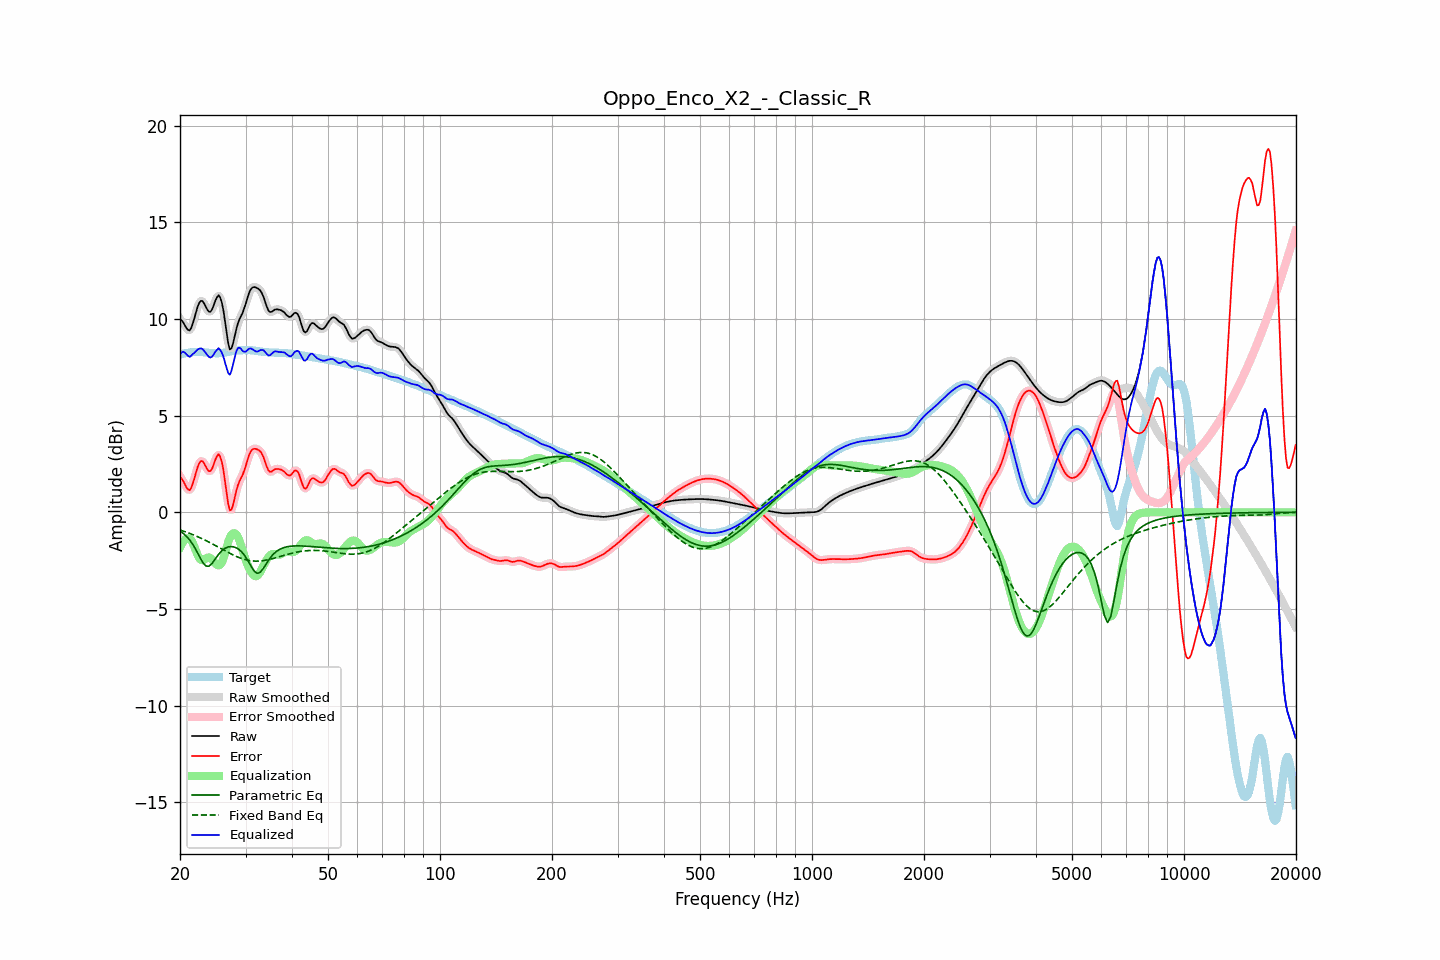 Oppo_Enco_X2_-_Classic_R
Amplitude (dBr)
20
15
10
5
0
−5
−10
−15
Target
Raw Smoothed
Error Smoothed
Raw
Error
Equalization
Parametric Eq
Fixed Band Eq
Equalized
20 50 100 200 500 1000 2000 5000 10000 20000
Frequency (Hz)